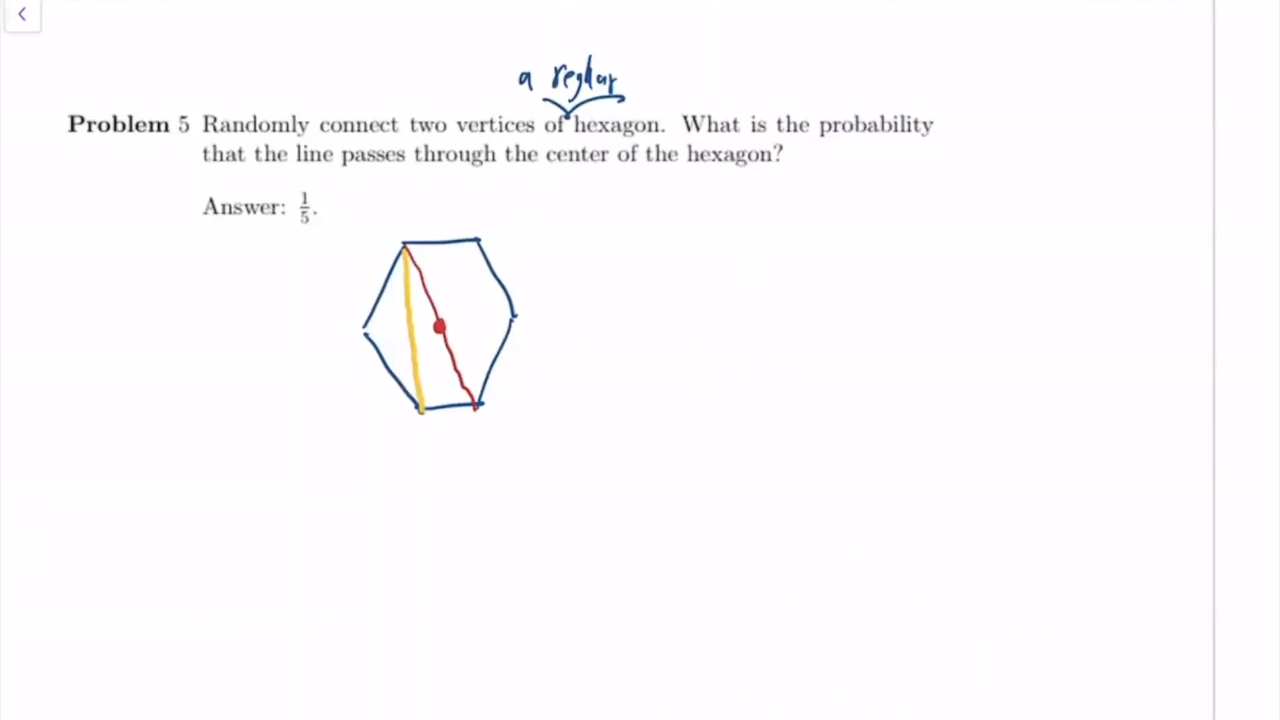 a regular
Problem 5 Randomly connect two vertices of hexagon. What is the probability
that the line passes through the center of the hexagon?
Answer: 1/5.